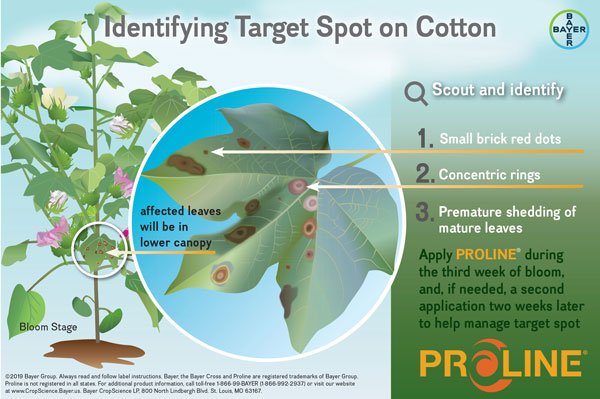 Identifying Target Spot on Cotton
BAYER
BAYER
Scout and identify
1. Small brick red dots
2. Concentric rings
3. Premature shedding of
mature leaves
affected leaves
will be in
lower canopy
Apply PROLINE® during
the third week of bloom,
and, if needed, a second
application two weeks later
to help manage target spot
Bloom Stage
PROLINE®
©2019 Bayer Group. Always read and follow label instructions. Bayer, the Bayer Cross and Proline are registered trademarks of Bayer Group.
Proline is not registered in all states. For additional product information, call toll-free 1-866-99-BAYER (1-866-992-2937) or visit our website
at www.CropScience.Bayer.us. Bayer CropScience LP, 800 North Lindbergh Blvd. St. Louis, MO 63167.